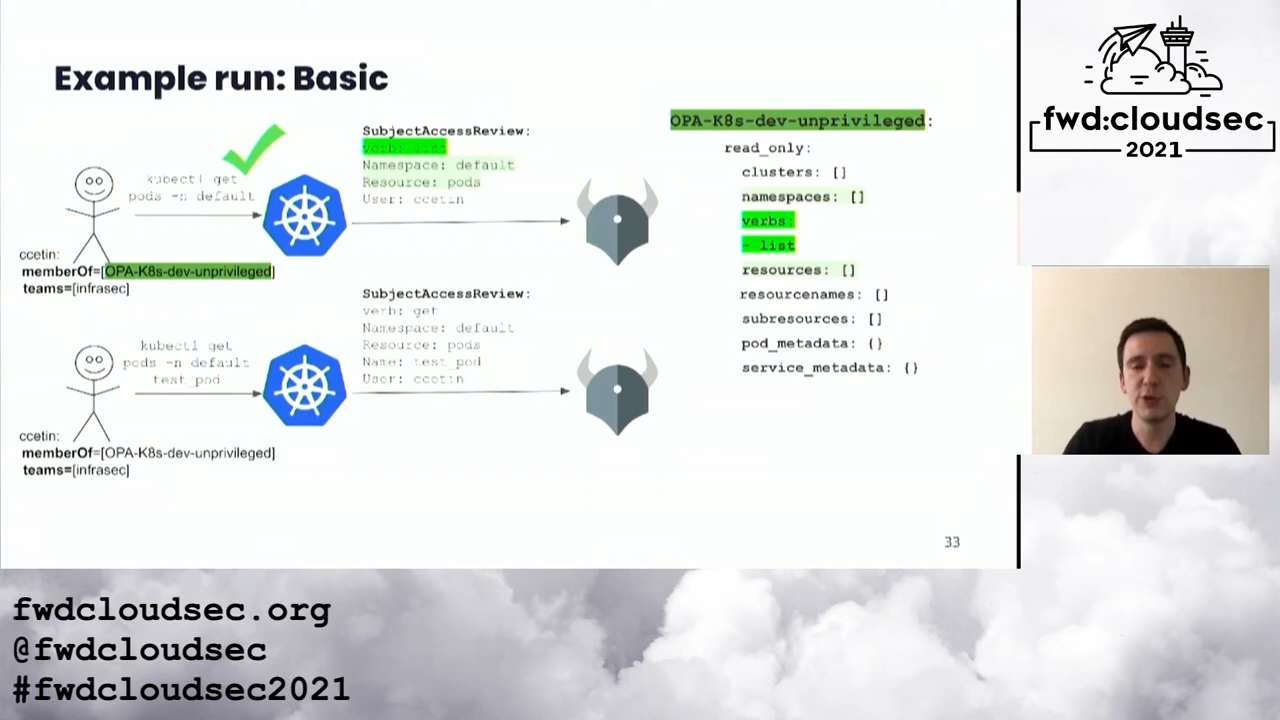 Example run: Basic
kubectl get
pods -n default
ccetin:
memberOf=[OPA-K8s-dev-unprivileged]
teams=[infrasec]
SubjectAccessReview:
verb: list
Namespace: default
Resource: pods
User: ccetin
kubectl get
pods -n default
test_pod
ccetin:
memberOf=[OPA-K8s-dev-unprivileged]
teams=[infrasec]
SubjectAccessReview:
verb: get
Namespace: default
Resource: pods
Name: test_pod
User: ccetin
OPA-K8s-dev-unprivileged:
read_only:
clusters: []
namespaces: []
verbs:
- list
resources: []
resourcenames: []
subresources: []
pod_metadata: {}
service_metadata: {}
33
fwd:cloudsec
2021
fwdcloudsec.org
@fwdcloudsec
#fwdcloudsec2021